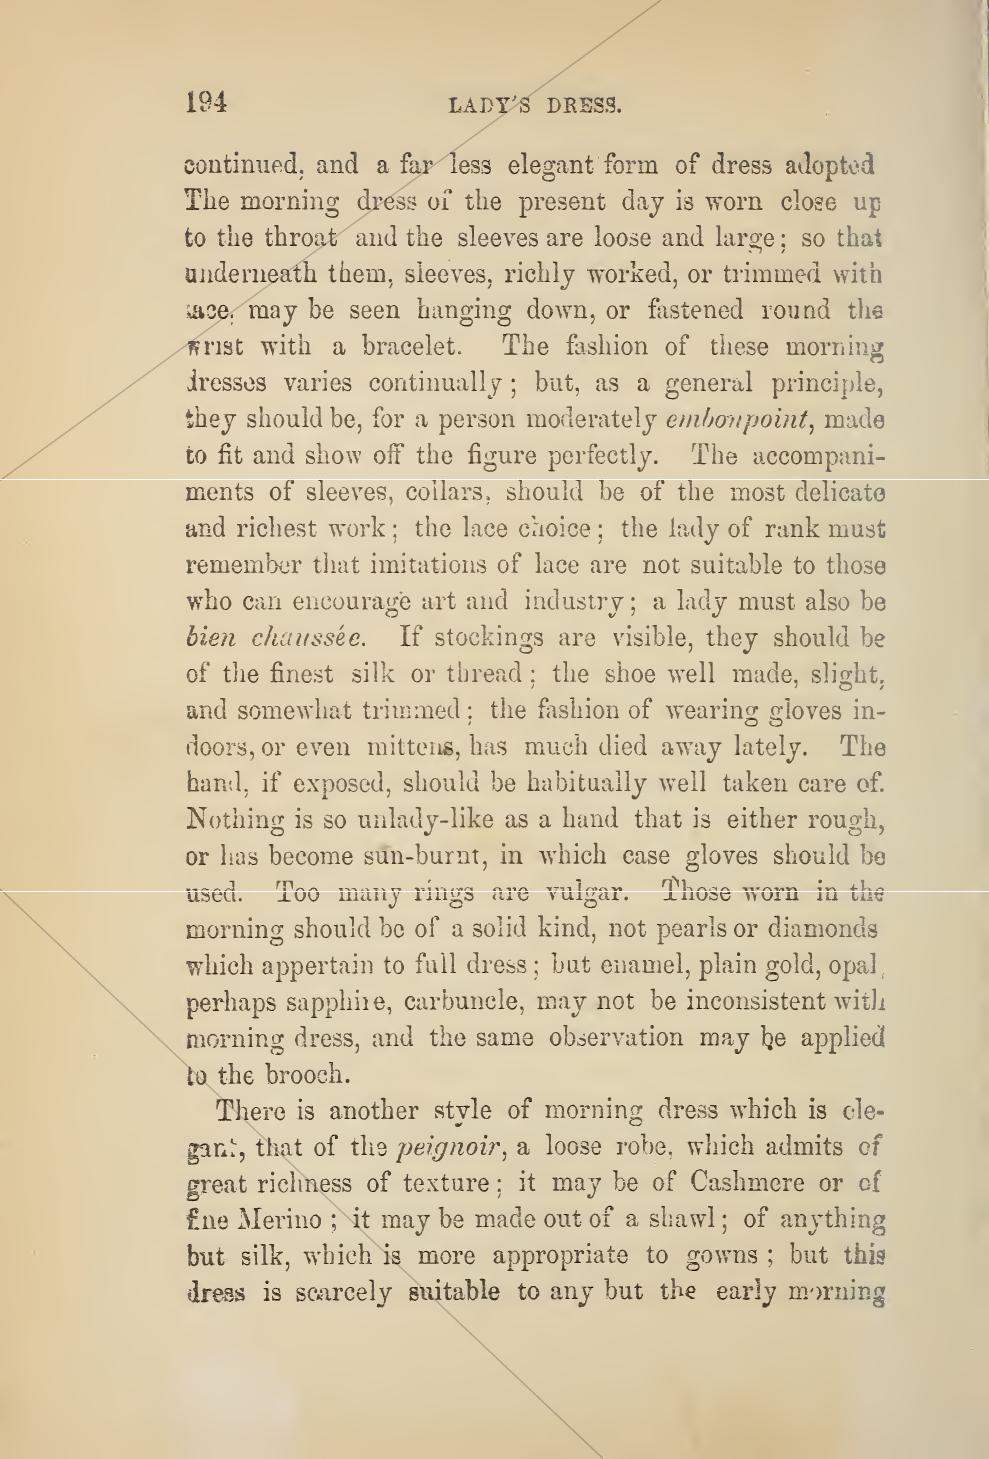 194 LADY'S DRESS.
continued, and a far less elegant form of dress adopted
The morning dress of the present day is worn close up
to the throat and the sleeves are loose and large; so that
underneath them, sleeves, richly worked, or trimmed with
lace, may be seen hanging down, or fastened round the
wrist with a bracelet. The fashion of these morning
dresses varies continually; but, as a general principle,
they should be, for a person moderately embonpoint, made
to fit and show off the figure perfectly. The accompani-
ments of sleeves, collars, should be of the most delicate
and richest work; the lace choice; the lady of rank must
remember that imitations of lace are not suitable to those
who can encourage art and industry; a lady must also be
bien chaussée. If stockings are visible, they should be
of the finest silk or thread; the shoe well made, slight,
and somewhat trimmed; the fashion of wearing gloves in-
doors, or even mittens, has much died away lately. The
hand, if exposed, should be habitually well taken care of.
Nothing is so unlady-like as a hand that is either rough,
or has become sun-burnt, in which case gloves should be
used. Too many rings are vulgar. Those worn in the
morning should be of a solid kind, not pearls or diamonds
which appertain to full dress; but enamel, plain gold, opal,
perhaps sapphire, carbuncle, may not be inconsistent with
morning dress, and the same observation may be applied
to the brooch.
There is another style of morning dress which is ele-
gant, that of the peignoir, a loose robe, which admits of
great richness of texture; it may be of Cashmere or of
fine Merino; it may be made out of a shawl; of anything
but silk, which is more appropriate to gowns; but this
dress is scarcely suitable to any but the early morning